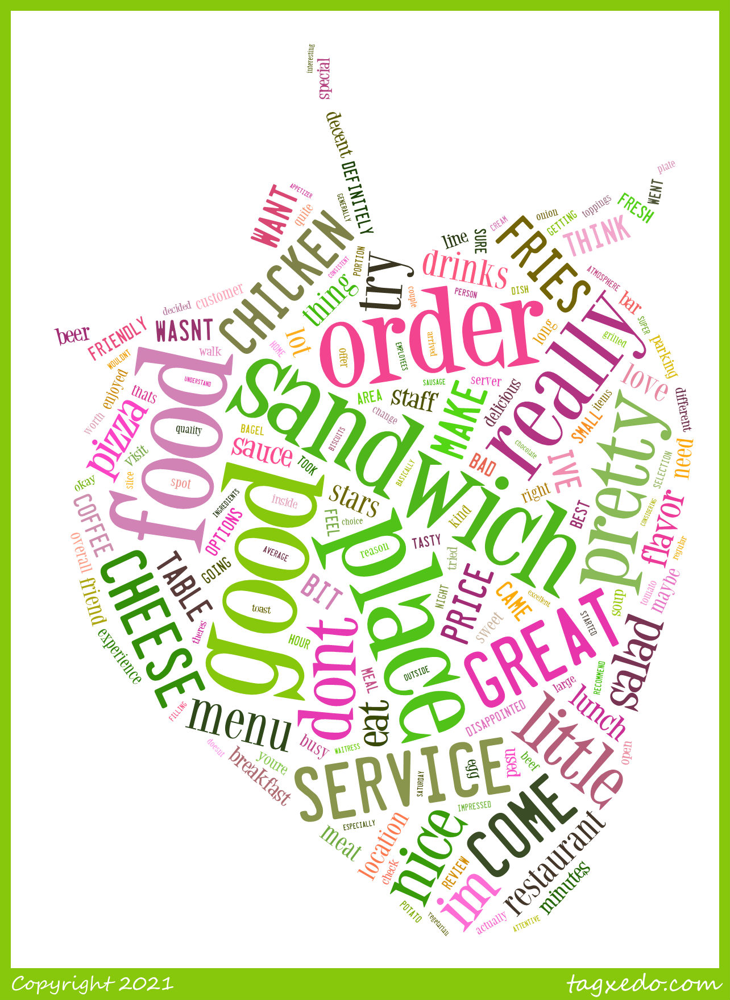 interesting
special
decent
DEFINITELY
GENERALLY
APPETIZER
WANT
quite
CHICKEN
CONSISTENT
PORTION
thing
try
couple
drinks
line
SURE
CREAM
FRIES
onion
GETTING
toppings
THINK
FRESH
WENT
plate
PERSON
DISH
order
ATMOSPHERE
bar
SUPER
parking
grilled
long
really
love
different
beer
FRIENDLY
decided
customer
WASNT
WOULDNT
enjoyed
walk
HOME
lot
offer
EMPLOYEES
arrived
SAUSAGE
server
food
UNDERSTAND
thats
worth
pizza
quality
visit
slice
okay
spot
sandwich
AREA
staff
change
BISCUITS
BAGEL
sauce
TOOK
MAKE
delicious
BASICALLY
BAD
chocolate
SMALL
items
IVE
pretty
need
SELECTION
CONSIDERING
flavor
regular
right
BEST
kind
stars
choice
FEEL
inside
INGREDIENTS
OPTIONS
COFFEE
overall
friend
CHEESE
TABLE
GOING
good
AVERAGE
toast
place
reason
TASTY
tried
NIGHT
PRICE
CAME
excellent
sweet
STARTED
soup
tomato
maybe
salad
GREAT
RECOMMEND
large
lunch
BIT
HOUR
theres
experience
FILLING
menu
dont
MEAL
OUTSIDE
eat
busy
WAITRESS
doesnt
youre
breakfast
DISAPPOINTED
little
open
SERVICE
SATURDAY
egg
used
beef
IMPRESSED
ESPECIALLY
meat
location
check
nice
COME
REVIEW
im
restaurant
minutes
POTATO
vegetarian
actually
ATTENTIVE
Copyright 2021
tagxedo.com